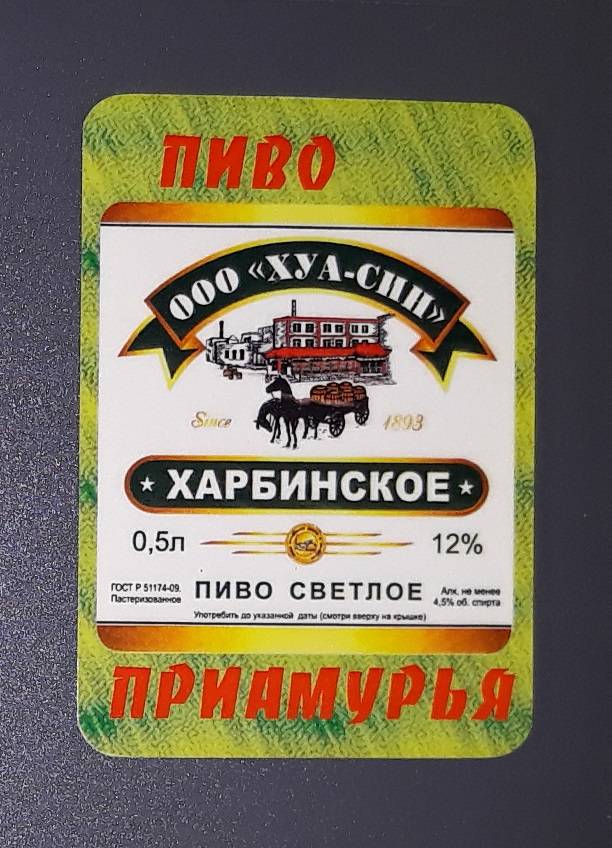 ПИВО
ООО «ХУА-СИН»
Since 1893
★ ХАРБИНСКОЕ ★
0,5л 12%
ГОСТ Р 51174-09.
Пастеризованное
ПИВО СВЕТЛОЕ
Алк. не менее
4,5% об. спирта
Употребить до указанной даты (смотри вверху на крышке)
ПРИАМУРЬЯ